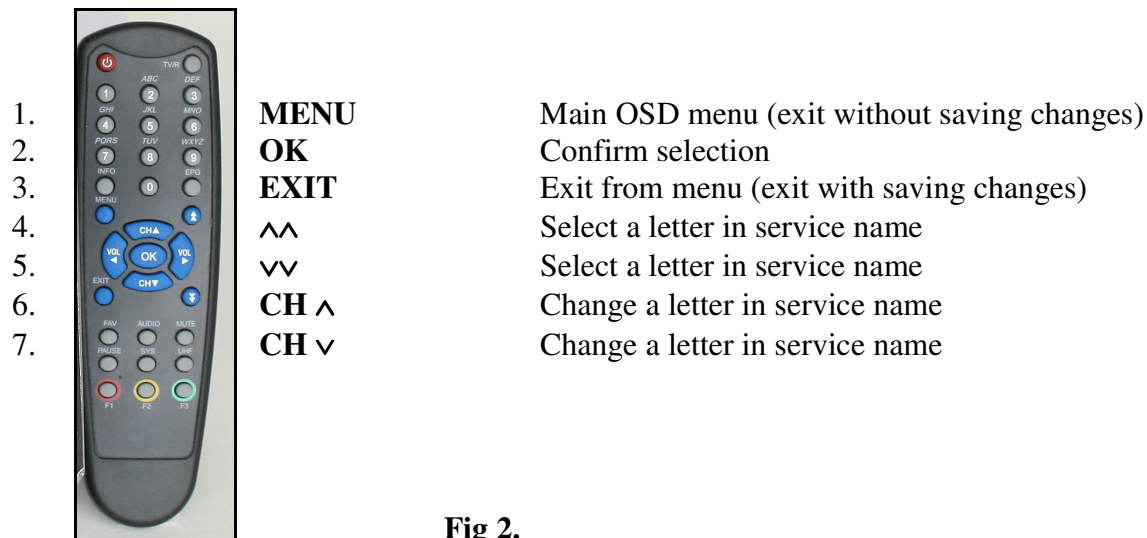 TV/R
ABC DEF
1 2 3
GHI JKL MNO
4 5 6
PQRS TUV WXYZ
7 8 9
INFO EPG
0
MENU
CH▲
VOL ◀ OK VOL ▶
CH▼
EXIT
FAV AUDIO MUTE
PAUSE SYS UHF
F1 F2 F3
1. MENU Main OSD menu (exit without saving changes)
2. OK Confirm selection
3. EXIT Exit from menu (exit with saving changes)
4. ^^ Select a letter in service name
5. vv Select a letter in service name
6. CH ^ Change a letter in service name
7. CH v Change a letter in service name
Fig 2.